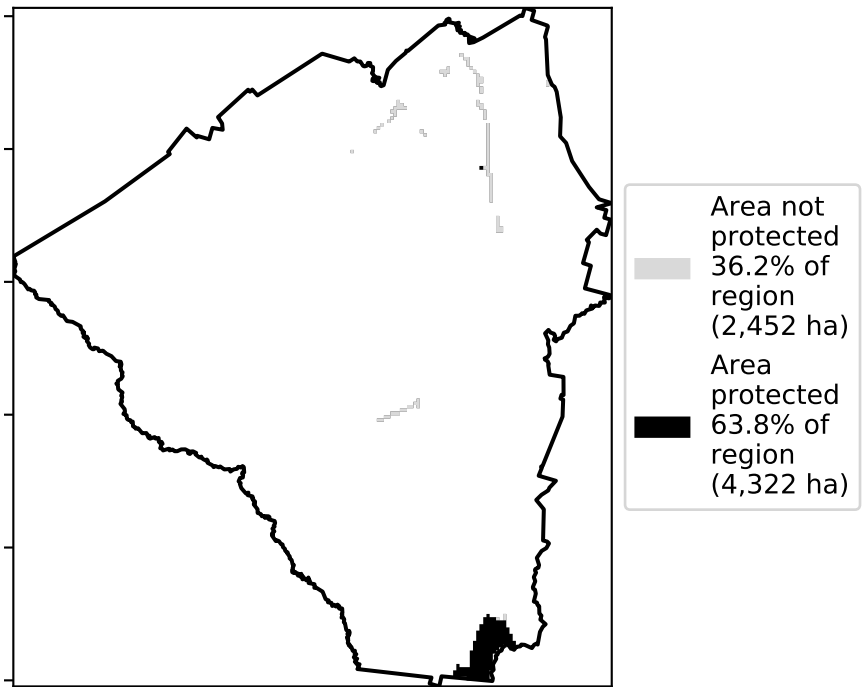 Area not
protected
36.2% of
region
(2,452 ha)
Area
protected
63.8% of
region
(4,322 ha)